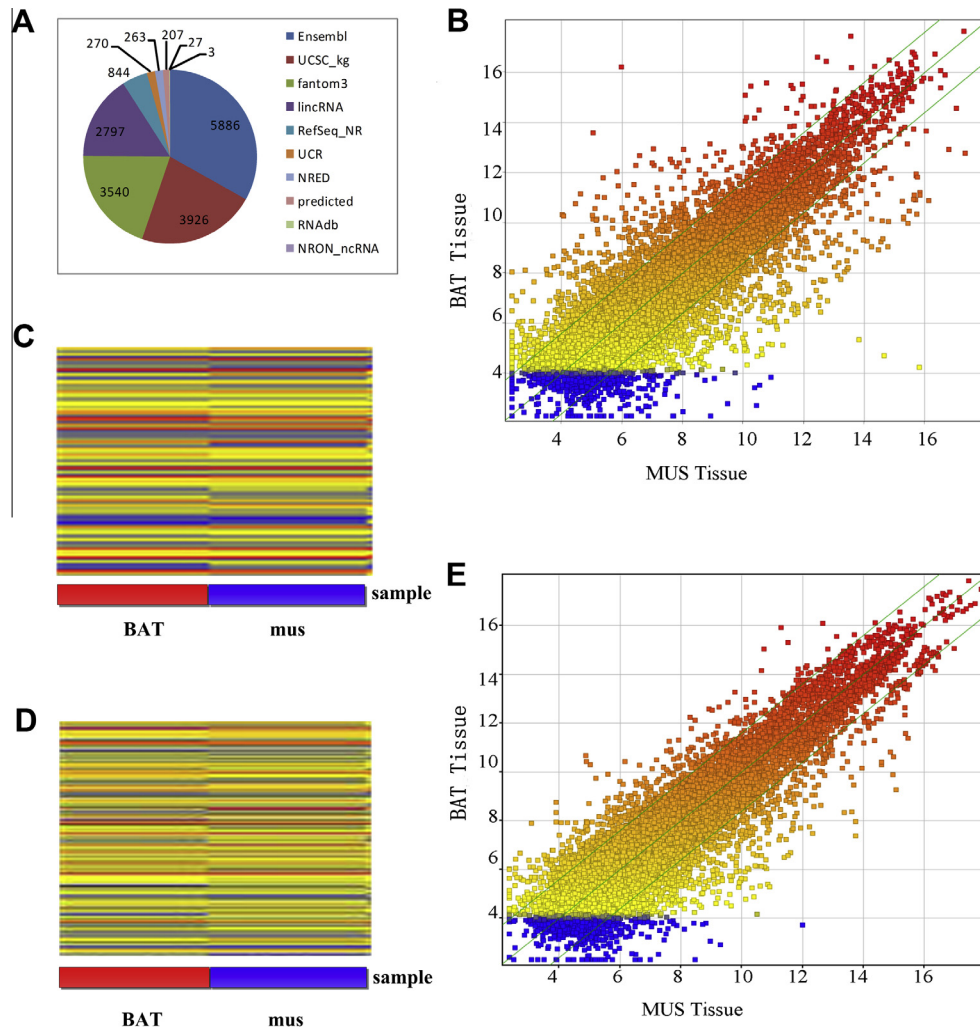 A
207
263
27
270
3
844
2797
5886
3540
3926
Ensembl
UCSC_kg
fantom3
lincRNA
RefSeq_NR
UCR
NRED
predicted
RNAdb
NRON_ncRNA
B
16
14
12
10
8
6
4
BAT Tissue
4
6
8
10
12
14
16
MUS Tissue
C
sample
BAT
mus
D
sample
BAT
mus
E
16
14
12
10
8
6
4
BAT Tissue
4
6
8
10
12
14
16
MUS Tissue